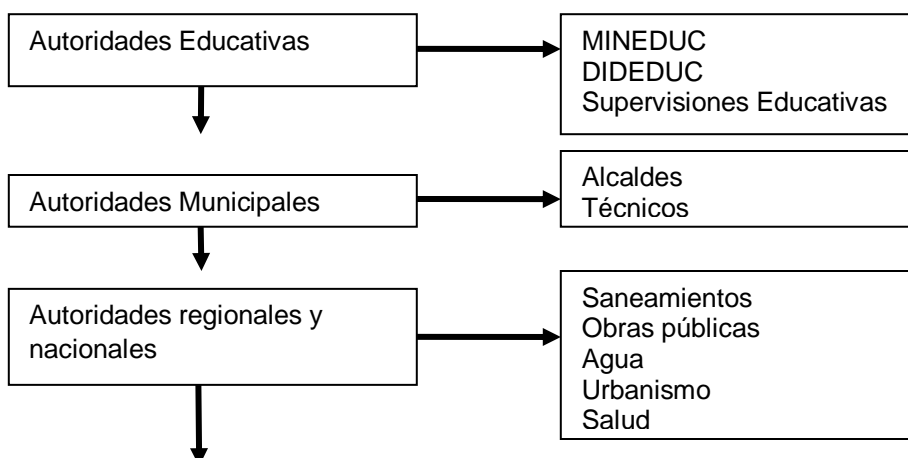 Autoridades Educativas
MINEDUC
DIDEDUC
Supervisiones Educativas
Autoridades Municipales
Alcaldes
Técnicos
Autoridades regionales y
nacionales
Saneamientos
Obras públicas
Agua
Urbanismo
Salud